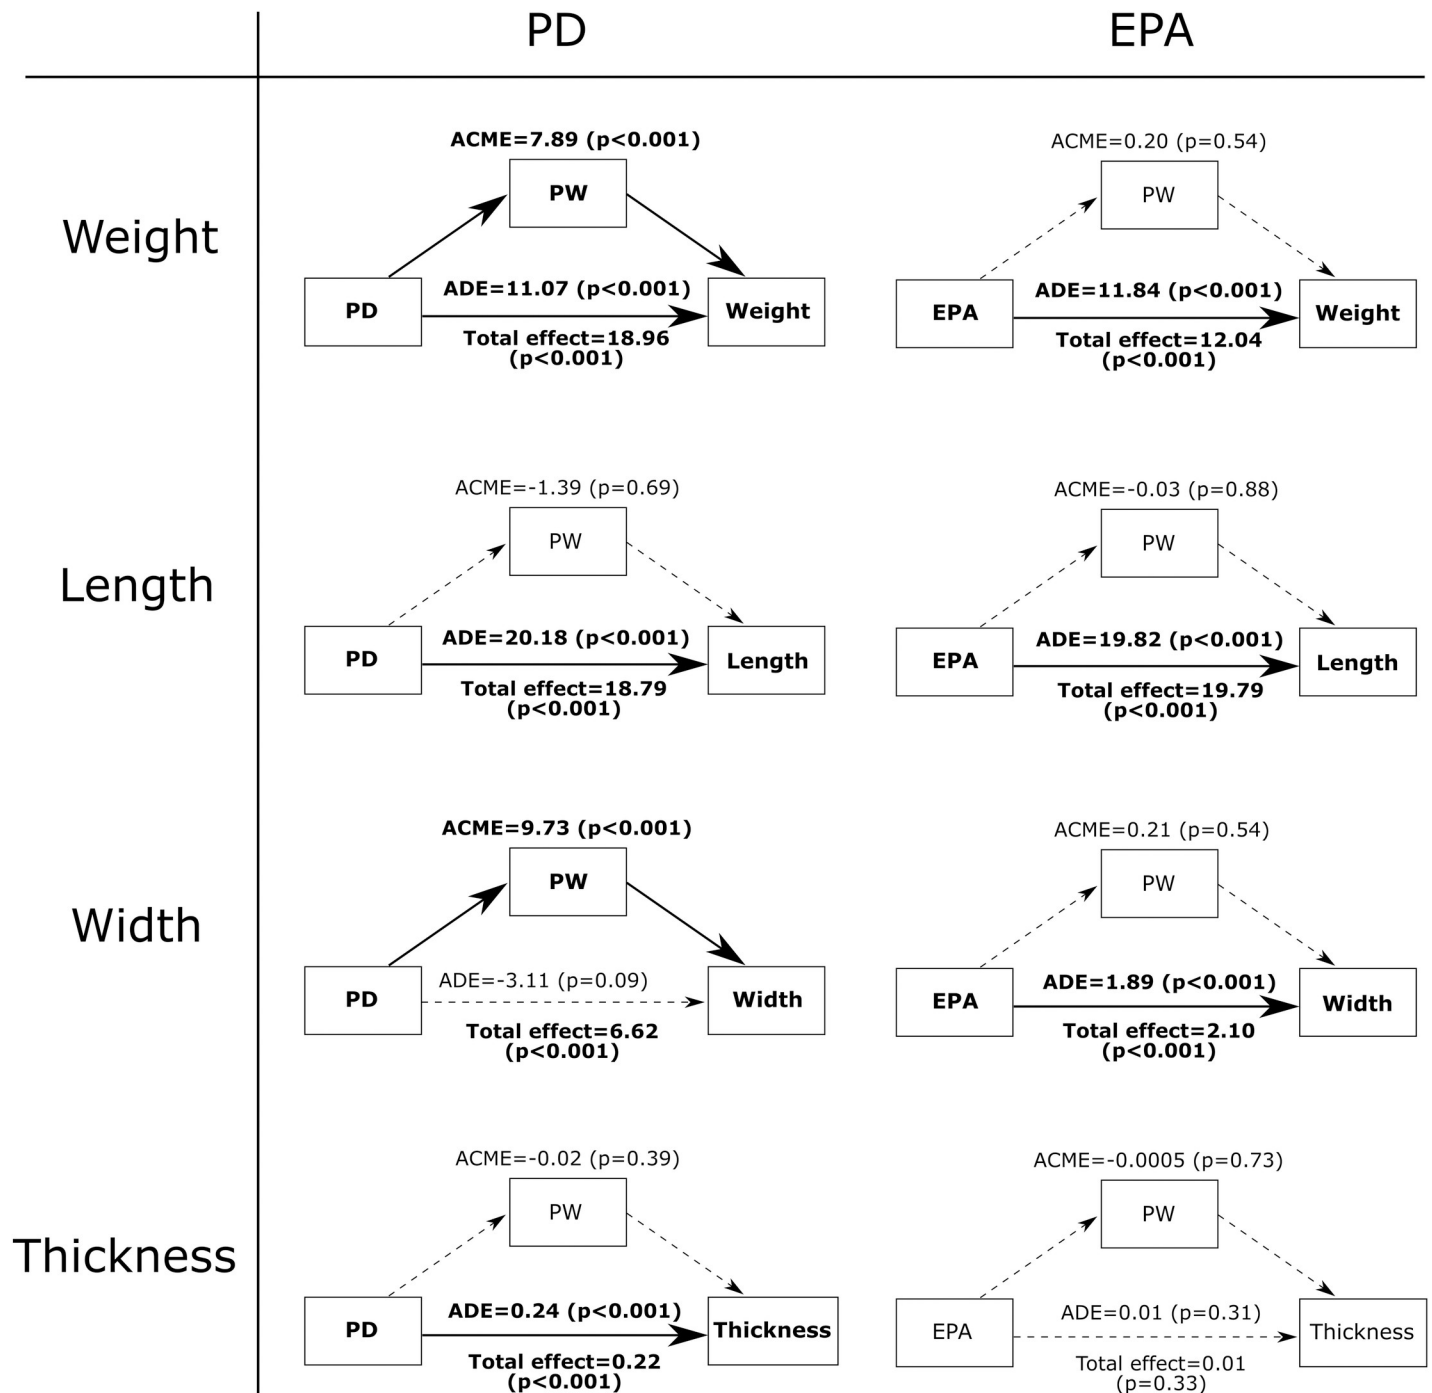 PD
EPA
Weight
ACME=7.89 (p<0.001)
PW
PD
ADE=11.07 (p<0.001)
Weight
Total effect=18.96
(p<0.001)
ACME=0.20 (p=0.54)
PW
EPA
ADE=11.84 (p<0.001)
Weight
Total effect=12.04
(p<0.001)
Length
ACME=-1.39 (p=0.69)
PW
PD
ADE=20.18 (p<0.001)
Length
Total effect=18.79
(p<0.001)
ACME=-0.03 (p=0.88)
PW
EPA
ADE=19.82 (p<0.001)
Length
Total effect=19.79
(p<0.001)
Width
ACME=9.73 (p<0.001)
PW
PD
ADE=-3.11 (p=0.09)
Width
Total effect=6.62
(p<0.001)
ACME=0.21 (p=0.54)
PW
EPA
ADE=1.89 (p<0.001)
Width
Total effect=2.10
(p<0.001)
Thickness
ACME=-0.02 (p=0.39)
PW
PD
ADE=0.24 (p<0.001)
Thickness
Total effect=0.22
(p<0.001)
ACME=-0.0005 (p=0.73)
PW
EPA
ADE=0.01 (p=0.31)
Thickness
Total effect=0.01
(p=0.33)